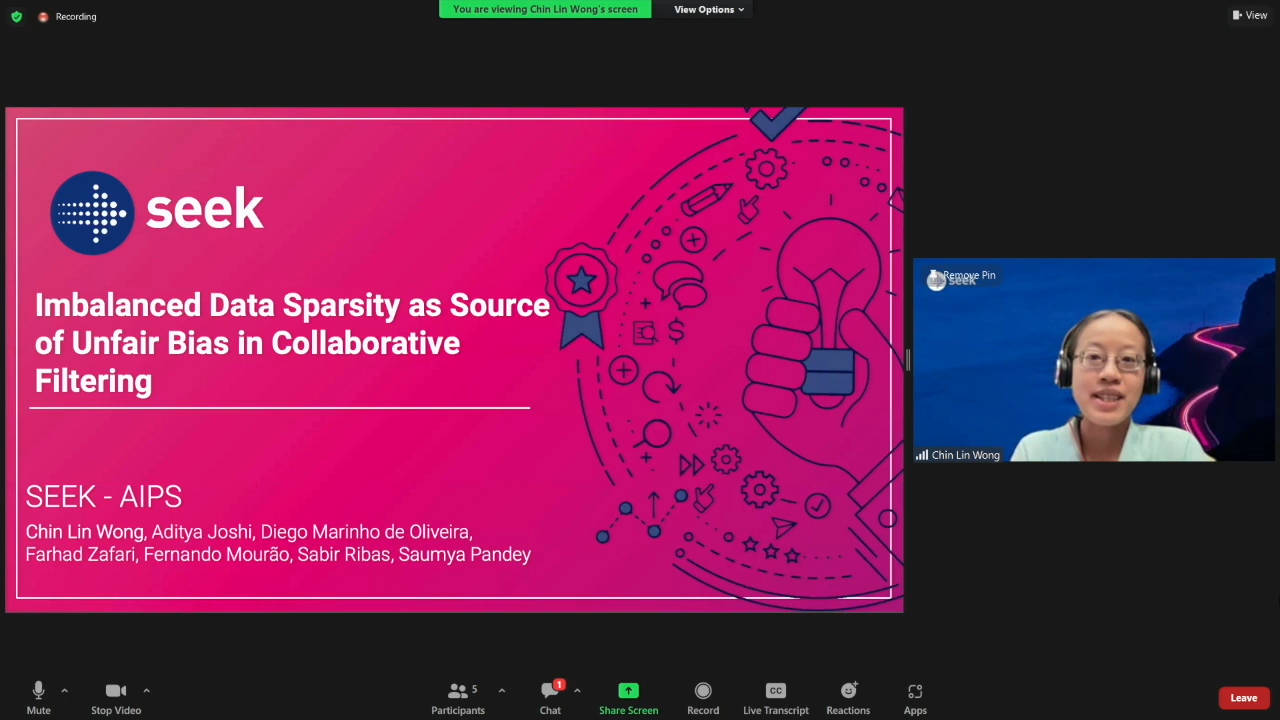 Recording
You are viewing Chin Lin Wong's screen
View Options
View
seek
Imbalanced Data Sparsity as Source
of Unfair Bias in Collaborative
Filtering
SEEK - AIPS
Chin Lin Wong, Aditya Joshi, Diego Marinho de Oliveira,
Farhad Zafari, Fernando Mourão, Sabir Ribas, Saumya Pandey
Remove Pin
seek
Chin Lin Wong
Mute
Stop Video
5
Participants
1
Chat
Share Screen
Record
CC
Live Transcript
Reactions
Apps
Leave